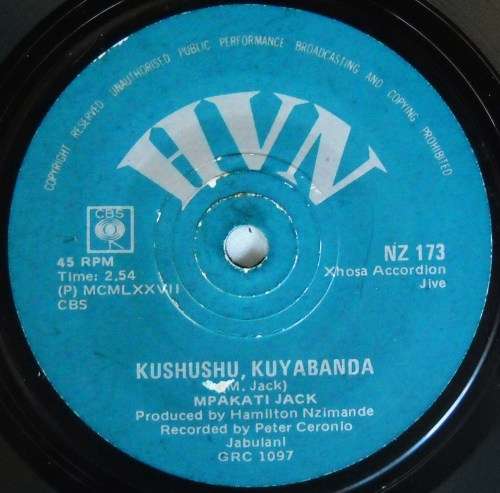 COPYRIGHT RESERVED UNAUTHORISED PUBLIC PERFORMANCE BROADCASTING AND COPYING PROHIBITED
HVN
CBS
45 RPM
Time: 2.54
(P) MCMLXXVII
CBS
NZ 173
Xhosa Accordion
Jive
KUSHUSHU, KUYABANDA
(M. Jack)
MPAKATI JACK
Produced by Hamilton Nzimande
Recorded by Peter Ceronio
Jabulani
GRC 1097